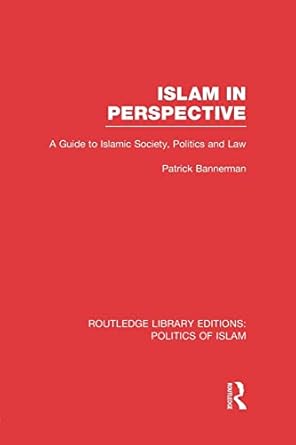 ISLAM IN
PERSPECTIVE
A Guide to Islamic Society, Politics and Law
Patrick Bannerman
ROUTLEDGE LIBRARY EDITIONS:
POLITICS OF ISLAM
ROUTLEDGE